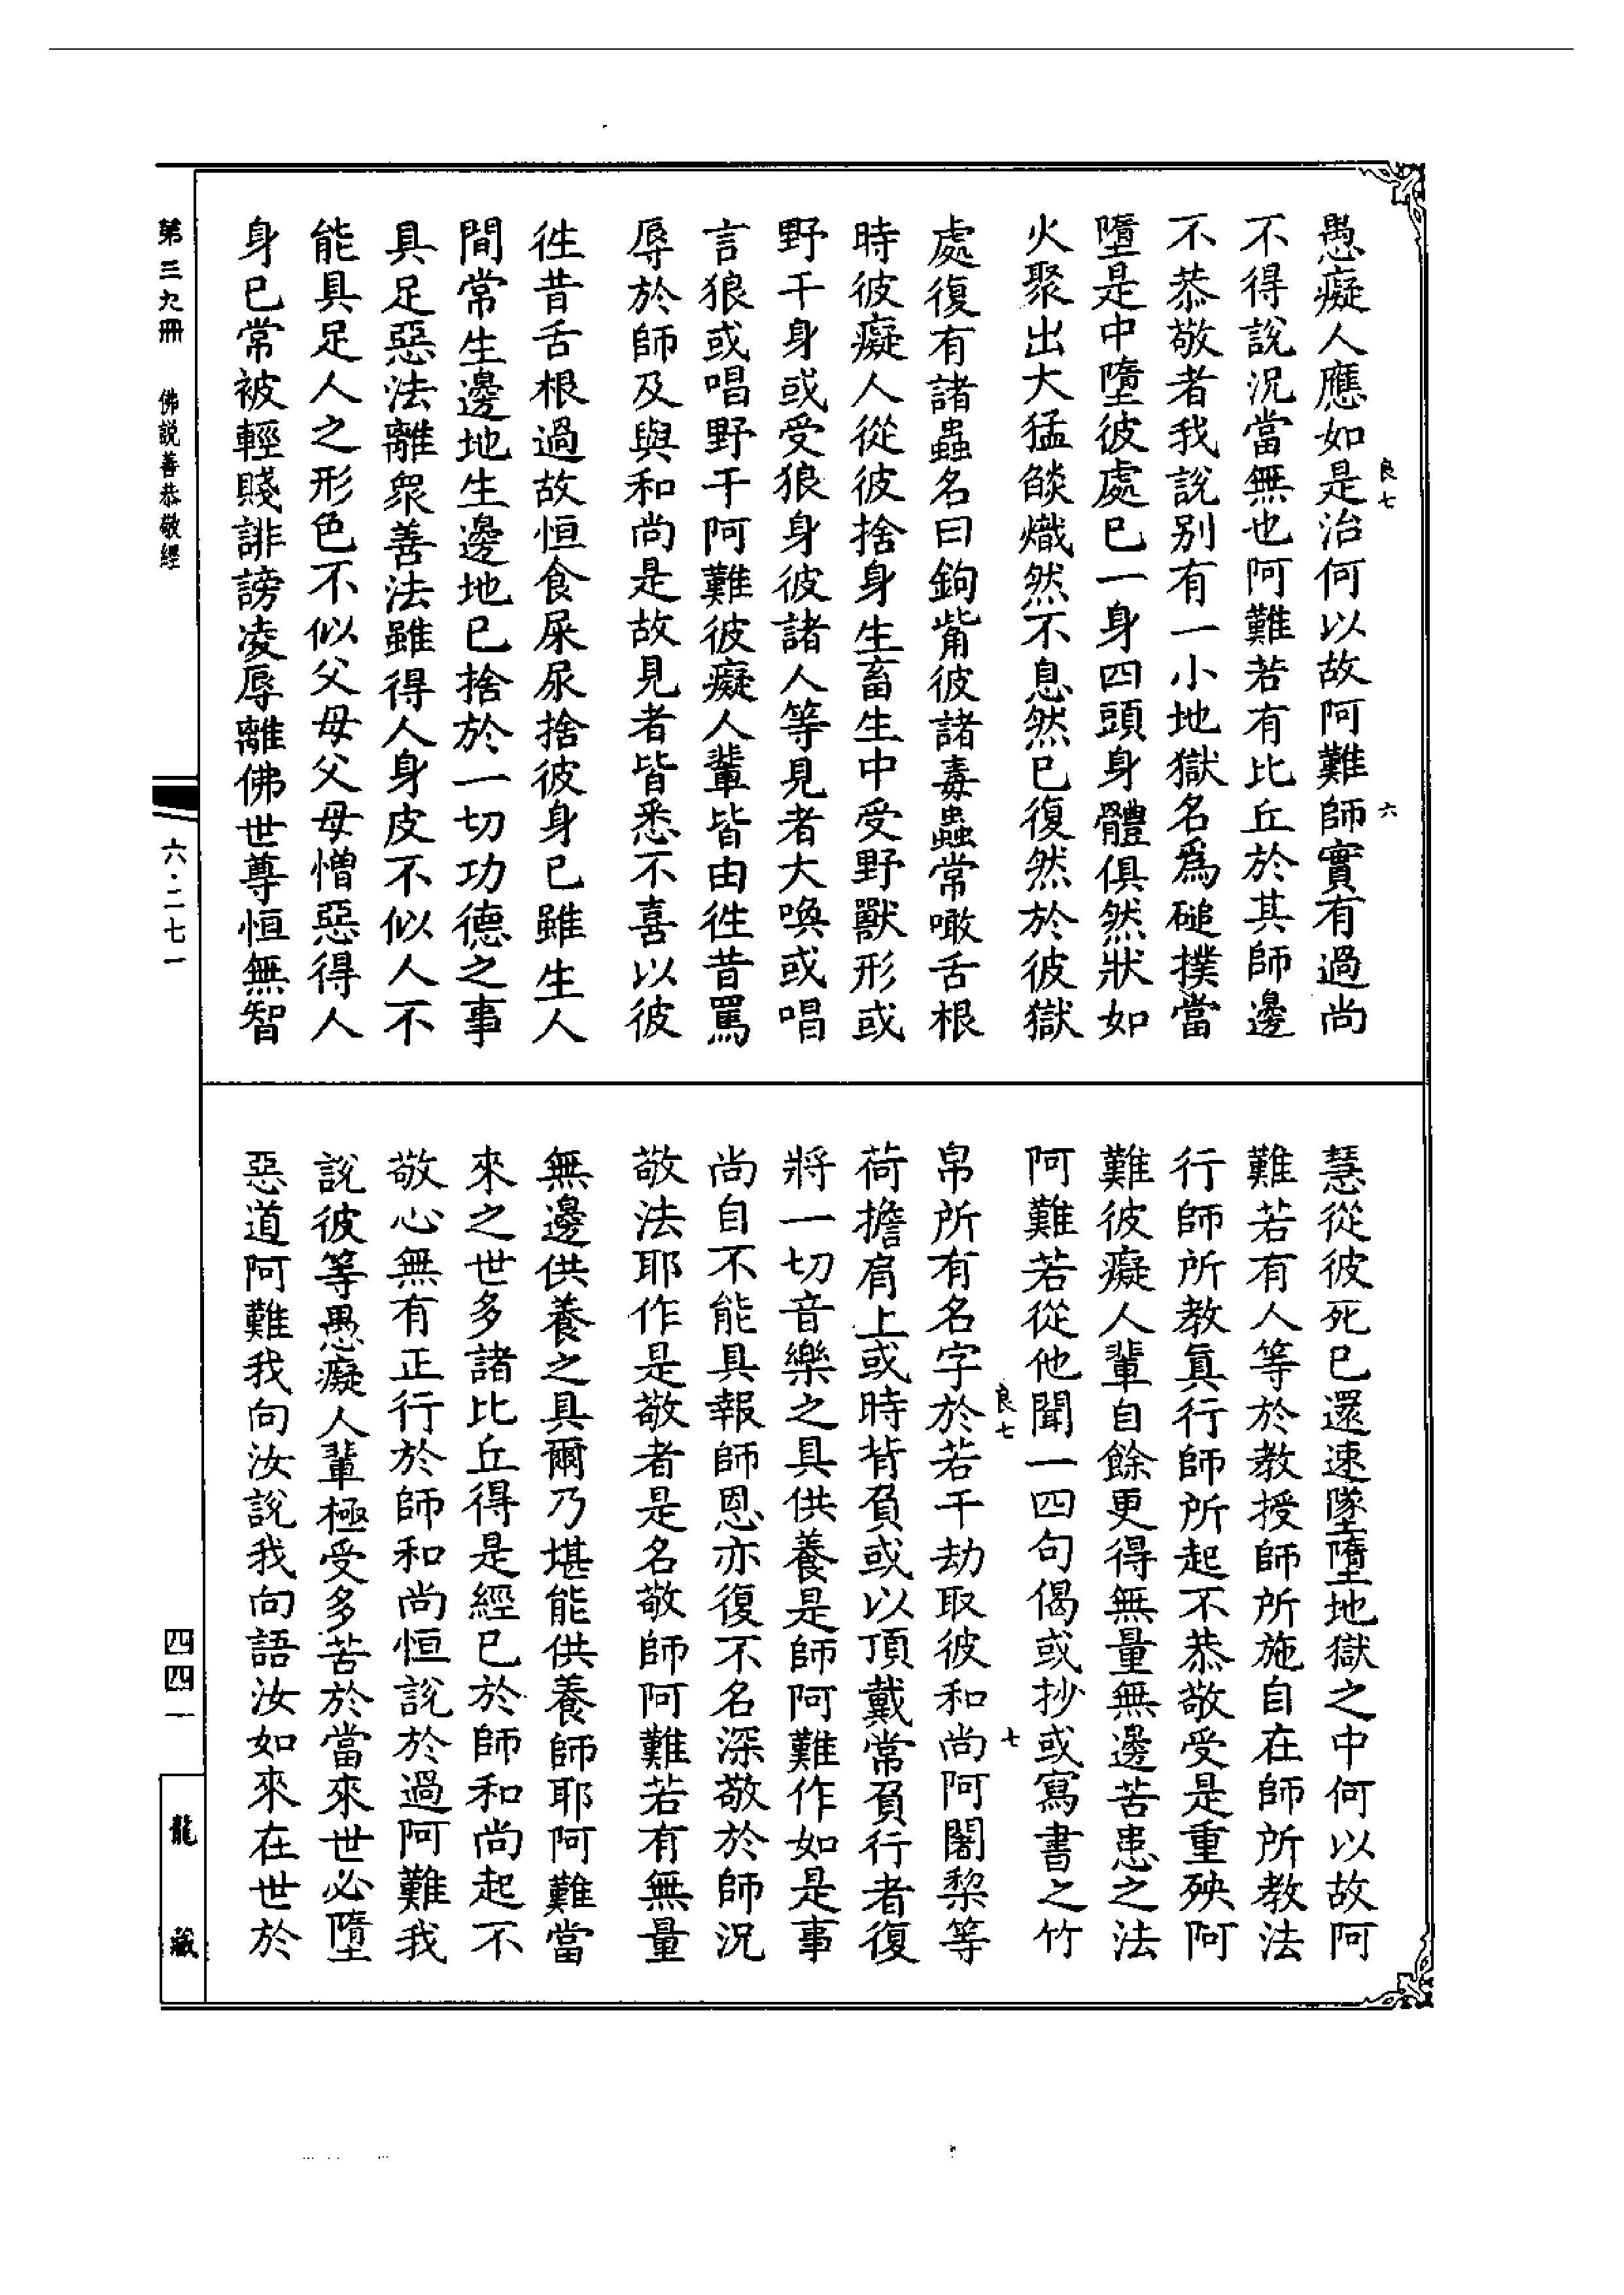 良七
六
愚癡人應如是治何以故阿難師實有過尚
不得說況當無也阿難若有比丘於其師邊
不恭敬者我說别有一小地獄名爲磓撲當
墮是中墮彼處已一身四頭身體俱然狀如
火聚出大猛燄熾然不息然已復然於彼獄
處復有諸蟲名曰鉤觜彼諸毒蟲常噉舌根
時彼癡人從彼捨身生畜生中受野獸形或
野干身或受狼身彼諸人等見者大喚或唱
言狼或唱野干阿難彼癡人輩皆由徃昔罵
辱於師及與和尚是故見者皆悉不喜以彼
徃昔舌根過故恒食屎尿捨彼身已雖生人
間常生邊地生邊地已捨於一切功德之事
具足惡法離衆善法雖得人身皮不似人不
能具足人之形色不似父母父母憎惡得人
身已常被輕賤誹謗凌辱離佛世尊恒無智
慧從彼死已還速墜墮地獄之中何以故阿
難若有人等於教授師所施自在師所教法
行師所教眞行師所起不恭敬受是重殃阿
難彼癡人輩自餘更得無量無邊苦患之法
阿難若從他聞一四句偈或抄或寫書之竹
良七
七
帛所有名字於若干劫取彼和尚阿闍棃等
荷擔肩上或時背負或以頂戴常負行者復
將一切音樂之具供養是師阿難作如是事
尚自不能具報師恩亦復不名深敬於師況
敬法耶作是敬者是名敬師阿難若有無量
無邊供養之具爾乃堪能供養師耶阿難當
來之世多諸比丘得是經已於師和尚起不
敬心無有正行於師和尚恒說於過阿難我
說彼等愚癡人輩極受多苦於當來世必墮
惡道阿難我向汝說我向語汝如來在世於
第三九冊　佛説善恭敬經
六·二七一
四四一
龍藏